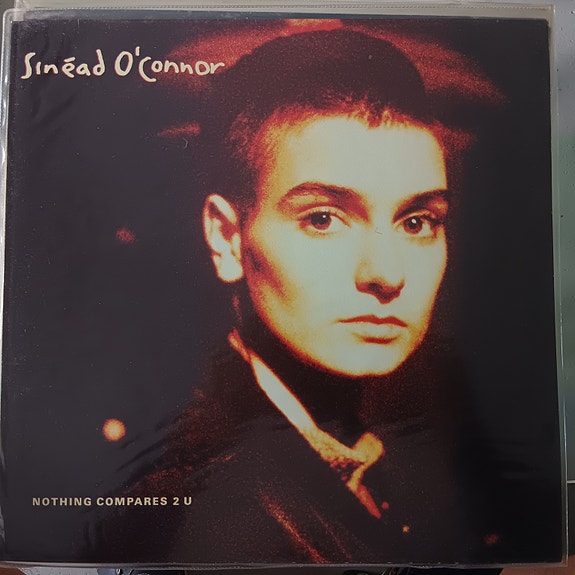 Sinéad O'Connor
NOTHING COMPARES 2 U